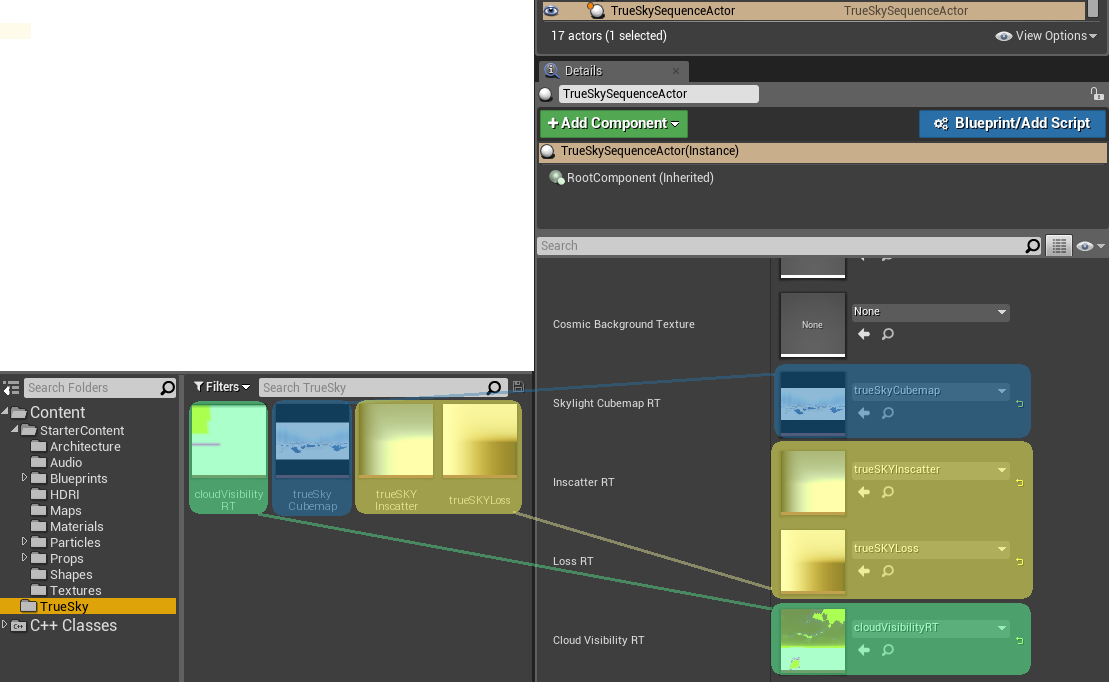 TrueSkySequenceActor TrueSkySequenceActor
17 actors (1 selected) View Options
Details
TrueSkySequenceActor
+ Add Component Blueprint/Add Script
TrueSkySequenceActor(Instance)
RootComponent (Inherited)
Search
Cosmic Background Texture
None
None
Skylight Cubemap RT
trueSkyCubemap
Inscatter RT
trueSKYInscatter
Loss RT
trueSKYLoss
Cloud Visibility RT
cloudVisibilityRT
Search Folders
Filters
Search TrueSky
Content
StarterContent
Architecture
Audio
Blueprints
HDRI
Maps
Materials
Particles
Props
Shapes
Textures
TrueSky
C++ Classes
cloudVisibility
RT
trueSky
Cubemap
trueSKY
Inscatter
trueSKYLoss